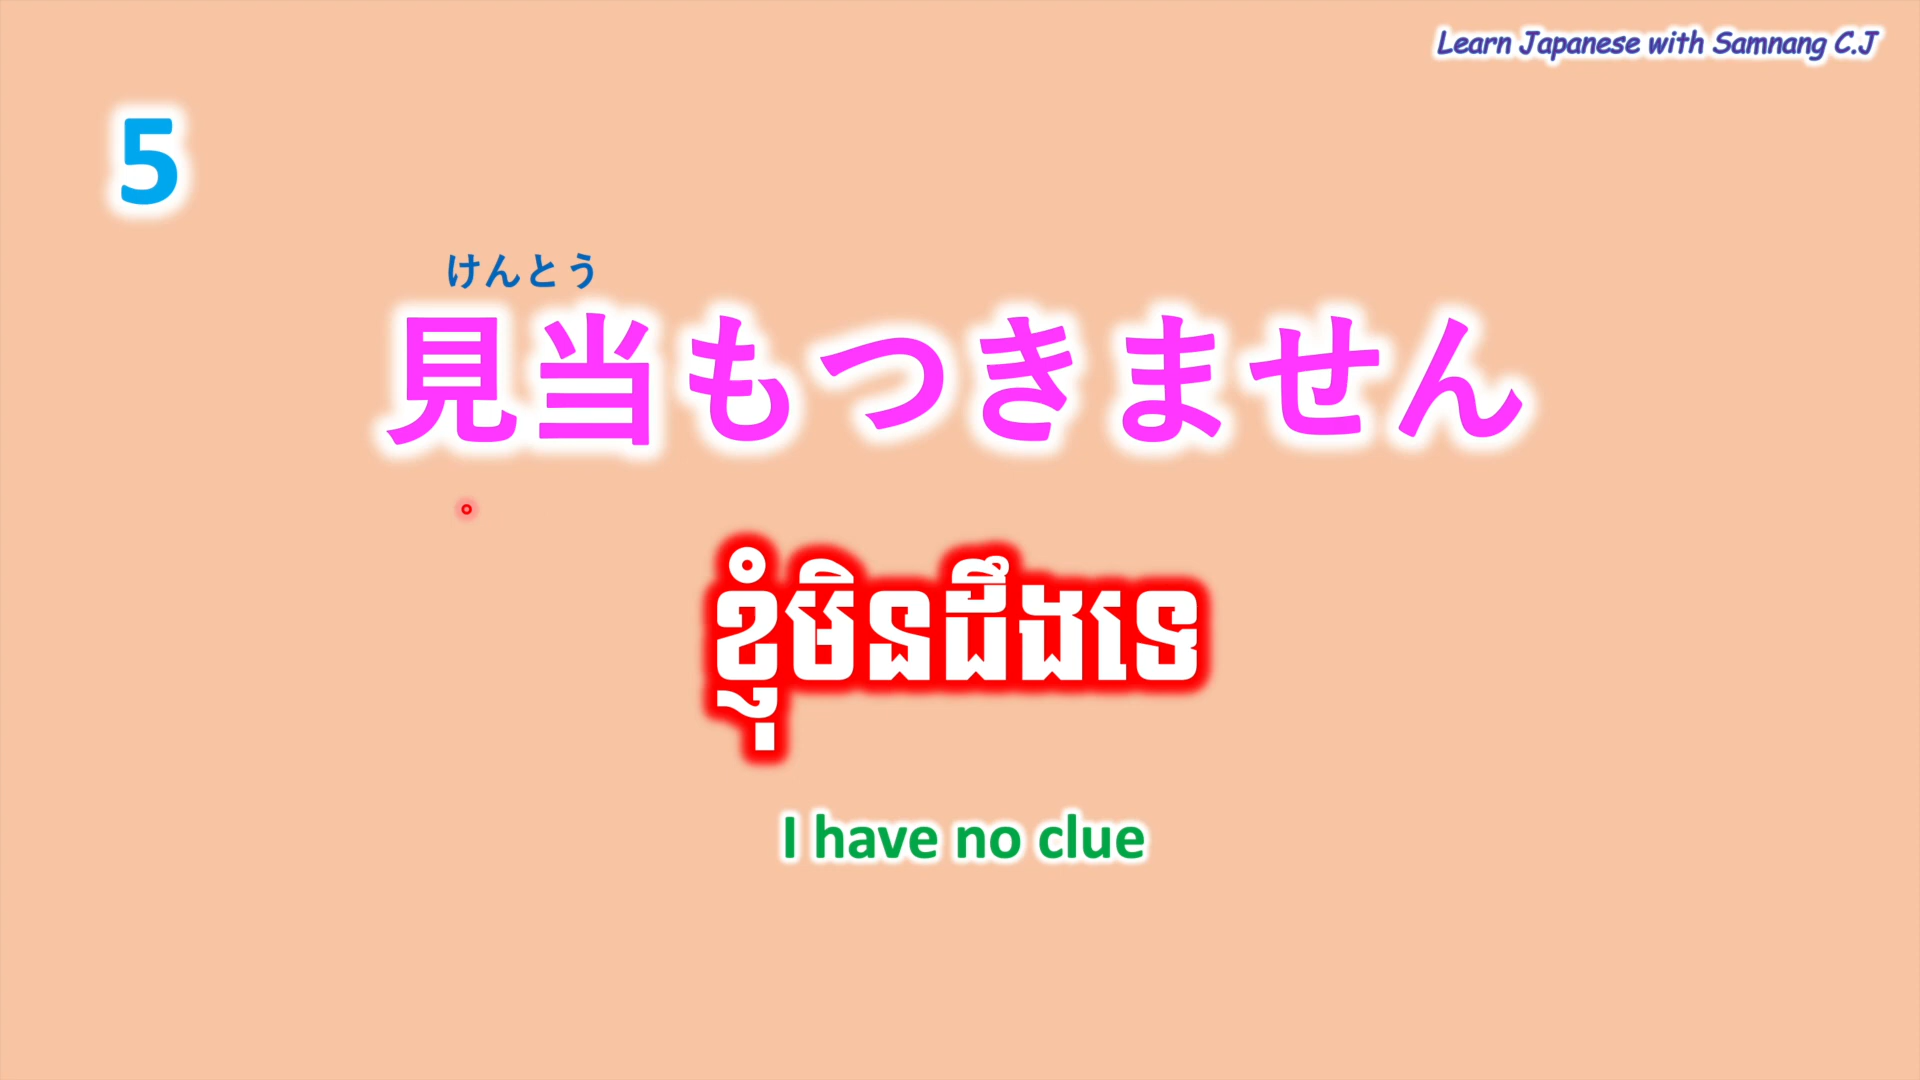 Learn Japanese with Samnang C.J
5
けんとう
見当もつきません
ខ្ញុំមិនដឹងទេ
I have no clue